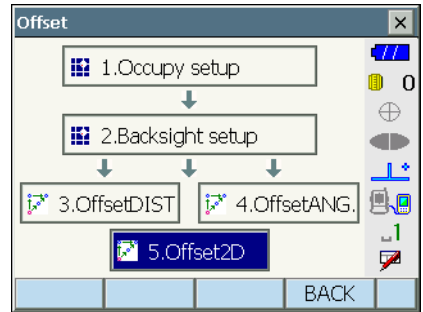 Offset
1.Occupy setup
0
2.Backsight setup
3.OffsetDIST
4.OffsetANG.
1
5.Offset2D
BACK